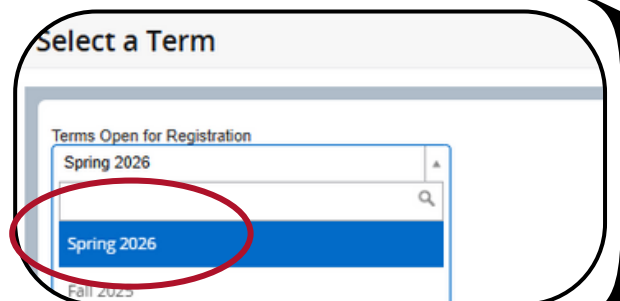 Select a Term
Terms Open for Registration
Spring 2026
Spring 2026
Fall 2025